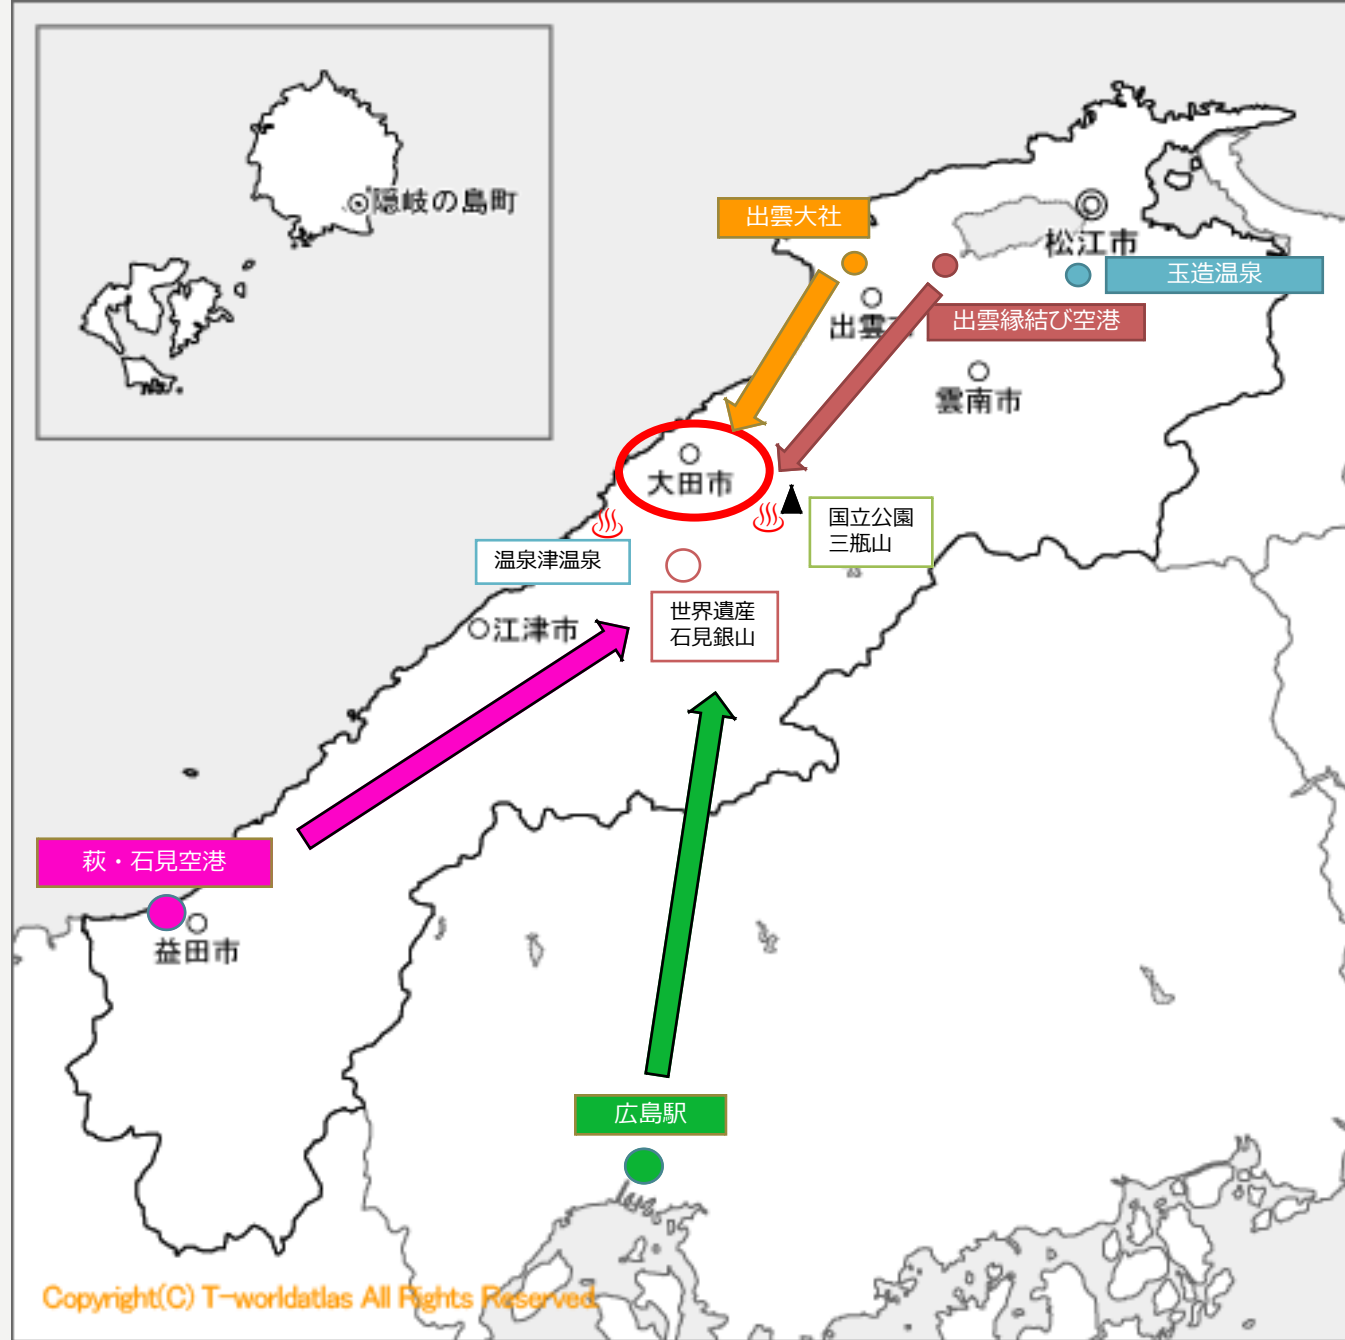 隠岐の島町
出雲大社
松江市
玉造温泉
出雲
出雲縁結び空港
雲南市
大田市
国立公園
三瓶山
温泉津温泉
世界遺産
石見銀山
江津市
萩・石見空港
益田市
広島駅
Copyright(C) T-worldatlas All Rights Reserved